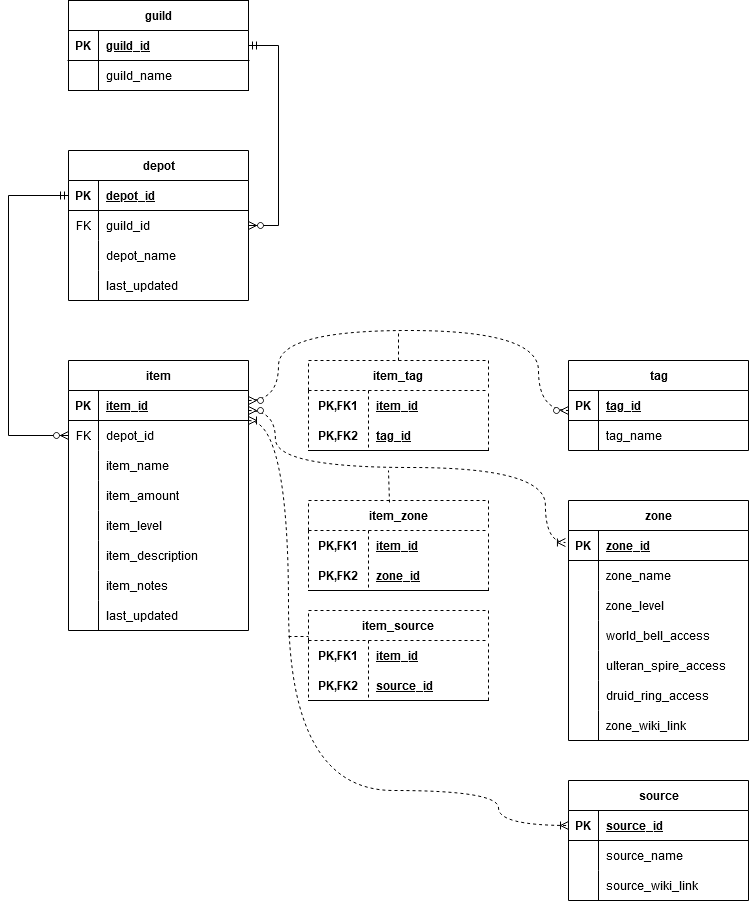 guild
PK guild_id
guild_name
depot
PK depot_id
FK guild_id
depot_name
last_updated
item
PK item_id
FK depot_id
item_name
item_amount
item_level
item_description
item_notes
last_updated
item_tag
PK,FK1 item_id
PK,FK2 tag_id
item_zone
PK,FK1 item_id
PK,FK2 zone_id
item_source
PK,FK1 item_id
PK,FK2 source_id
tag
PK tag_id
tag_name
zone
PK zone_id
zone_name
zone_level
world_bell_access
ulteran_spire_access
druid_ring_access
zone_wiki_link
source
PK source_id
source_name
source_wiki_link